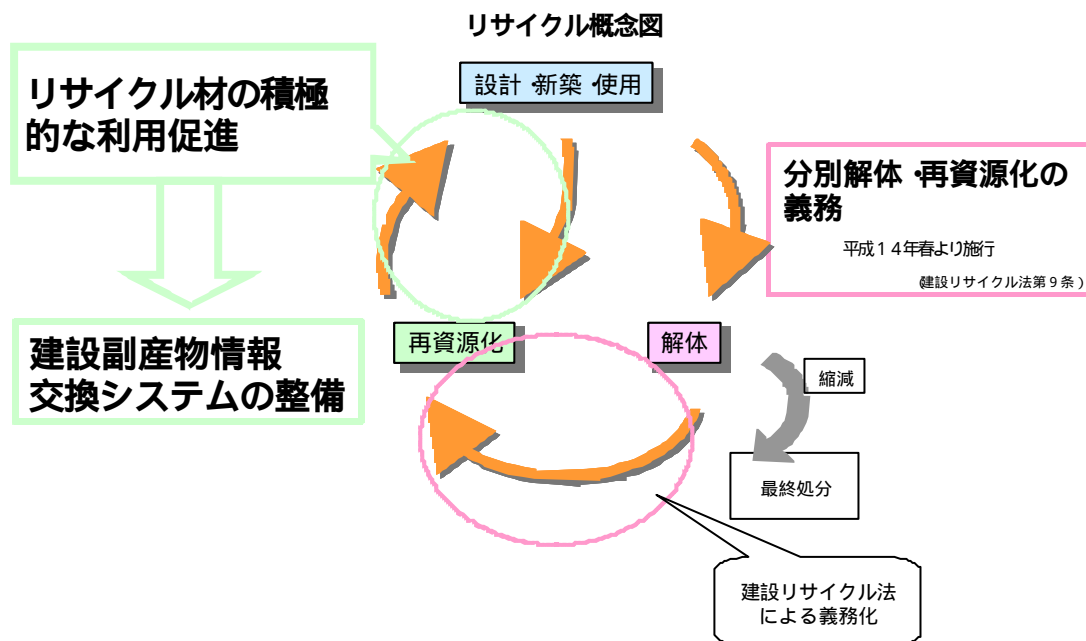 リサイクル概念図
設計・新築・使用
リサイクル材の積極
的な利用促進
分別解体・再資源化の
義務
平成14年春より施行
(建設リサイクル法第9条)
建設副産物情報
交換システムの整備
再資源化
解体
縮減
最終処分
建設リサイクル法
による義務化